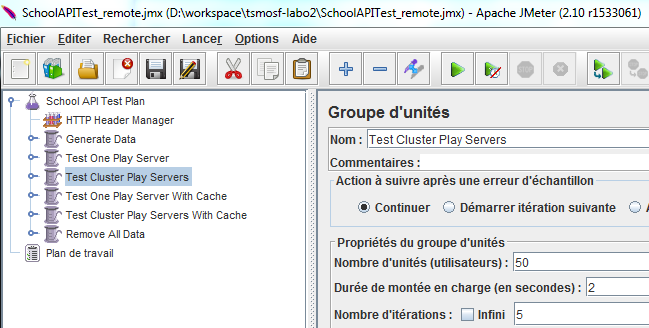 SchoolAPITest_remote.jmx (D:\workspace\tsmosf-labo2\SchoolAPITest_remote.jmx) - Apache JMeter (2.10 r1533061)
Fichier Editer Rechercher Lancer Options Aide
School API Test Plan
HTTP Header Manager
Generate Data
Test One Play Server
Test Cluster Play Servers
Test One Play Server With Cache
Test Cluster Play Servers With Cache
Remove All Data
Plan de travail
Groupe d'unités
Nom : Test Cluster Play Servers
Commentaires :
Action à suivre après une erreur d'échantillon
Continuer Démarrer itération suivante
Propriétés du groupe d'unités
Nombre d'unités (utilisateurs) : 50
Durée de montée en charge (en secondes) : 2
Nombre d'itérations : Infini 5